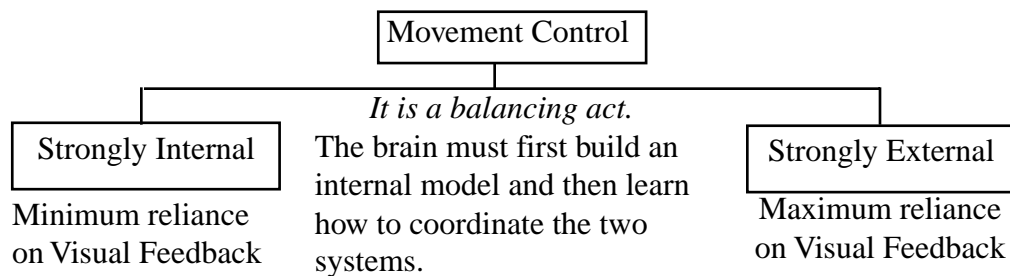 Movement Control
It is a balancing act.
Strongly Internal
The brain must first build an
internal model and then learn
how to coordinate the two
systems.
Strongly External
Minimum reliance
on Visual Feedback
Maximum reliance
on Visual Feedback